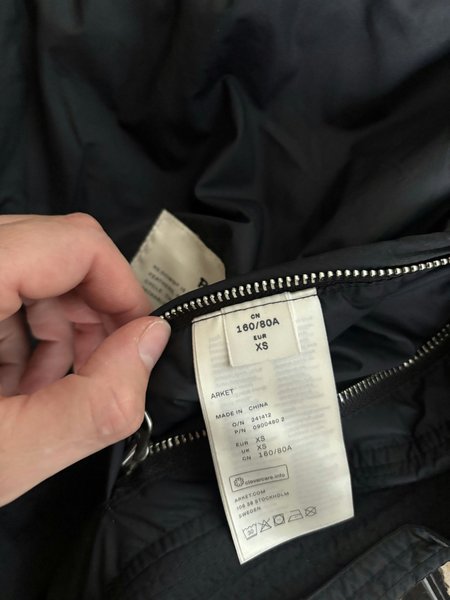 CN
160/80A
EUR
XS
ARKET
MADE IN CHINA
O/N 241412
P/N 0900480.2
EUR XS
UK XS
CN 160/80A
clevercare.info
ARKET.COM
106 38 STOCKHOLM
SWEDEN